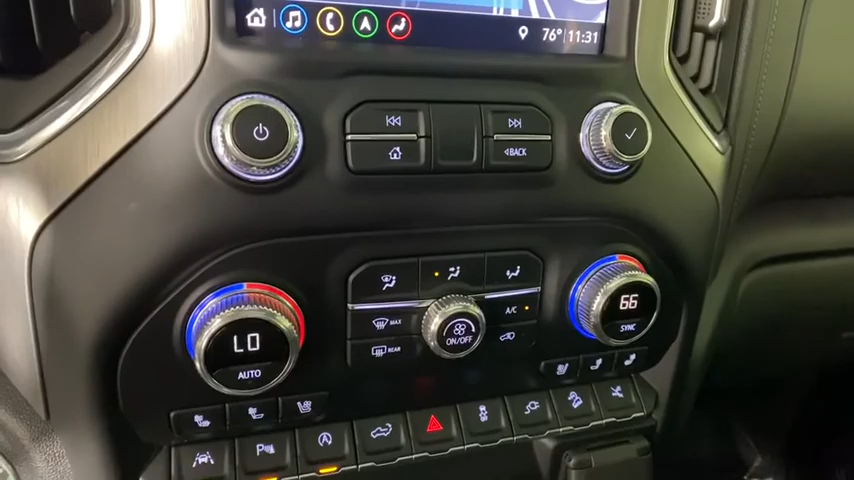 76° 11:31
BACK
MAX
A/C
66
SYNC
ON/OFF
REAR
LO
AUTO
P
A